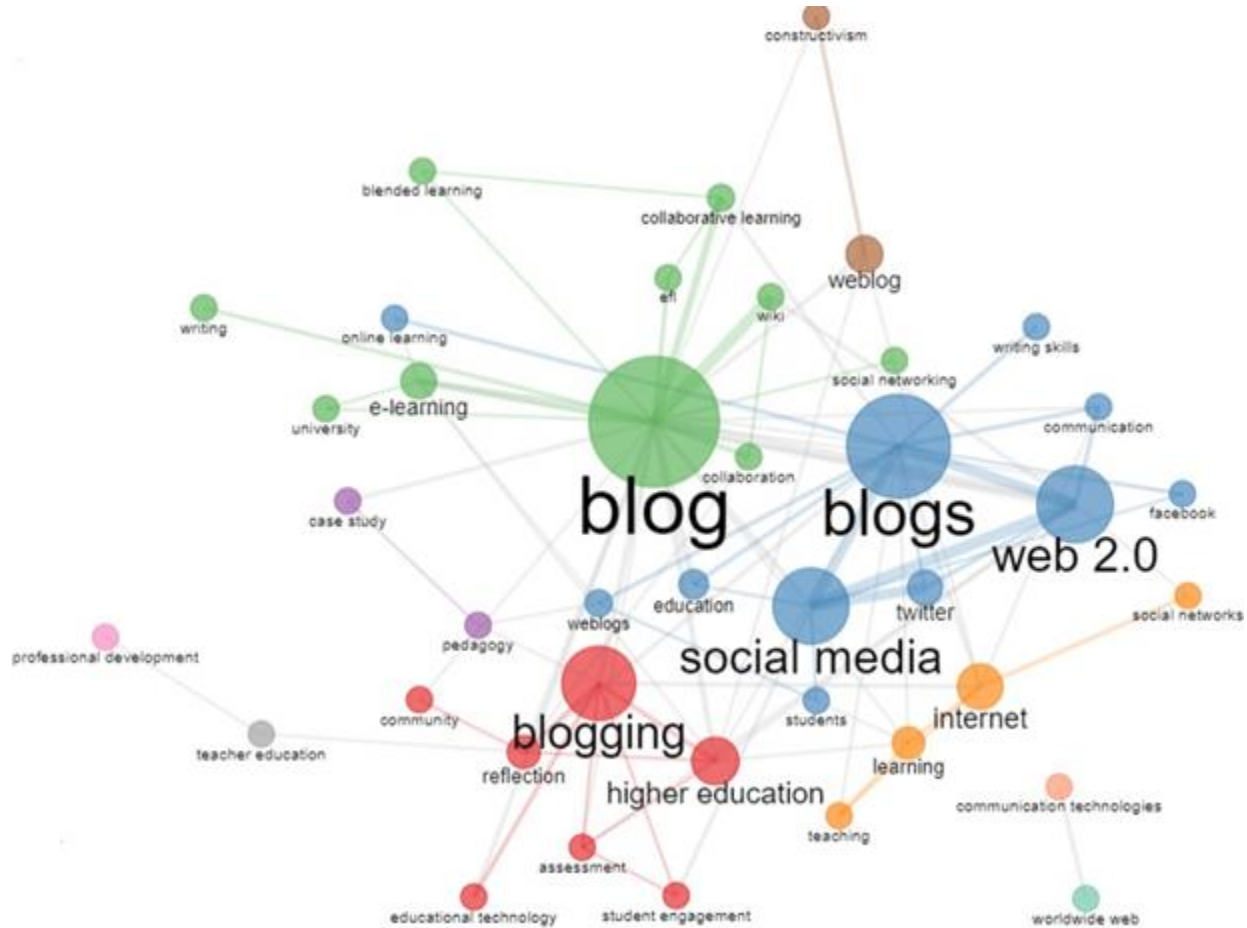 constructivism
blended learning
collaborative learning
weblog
efl
wiki
writing
online learning
writing skills
social networking
e-learning
university
communication
collaboration
blog
blogs
case study
facebook
web 2.0
education
twitter
weblogs
social networks
pedagogy
professional development
social media
community
students
internet
blogging
teacher education
reflection
learning
higher education
communication technologies
teaching
assessment
educational technology
student engagement
worldwide web